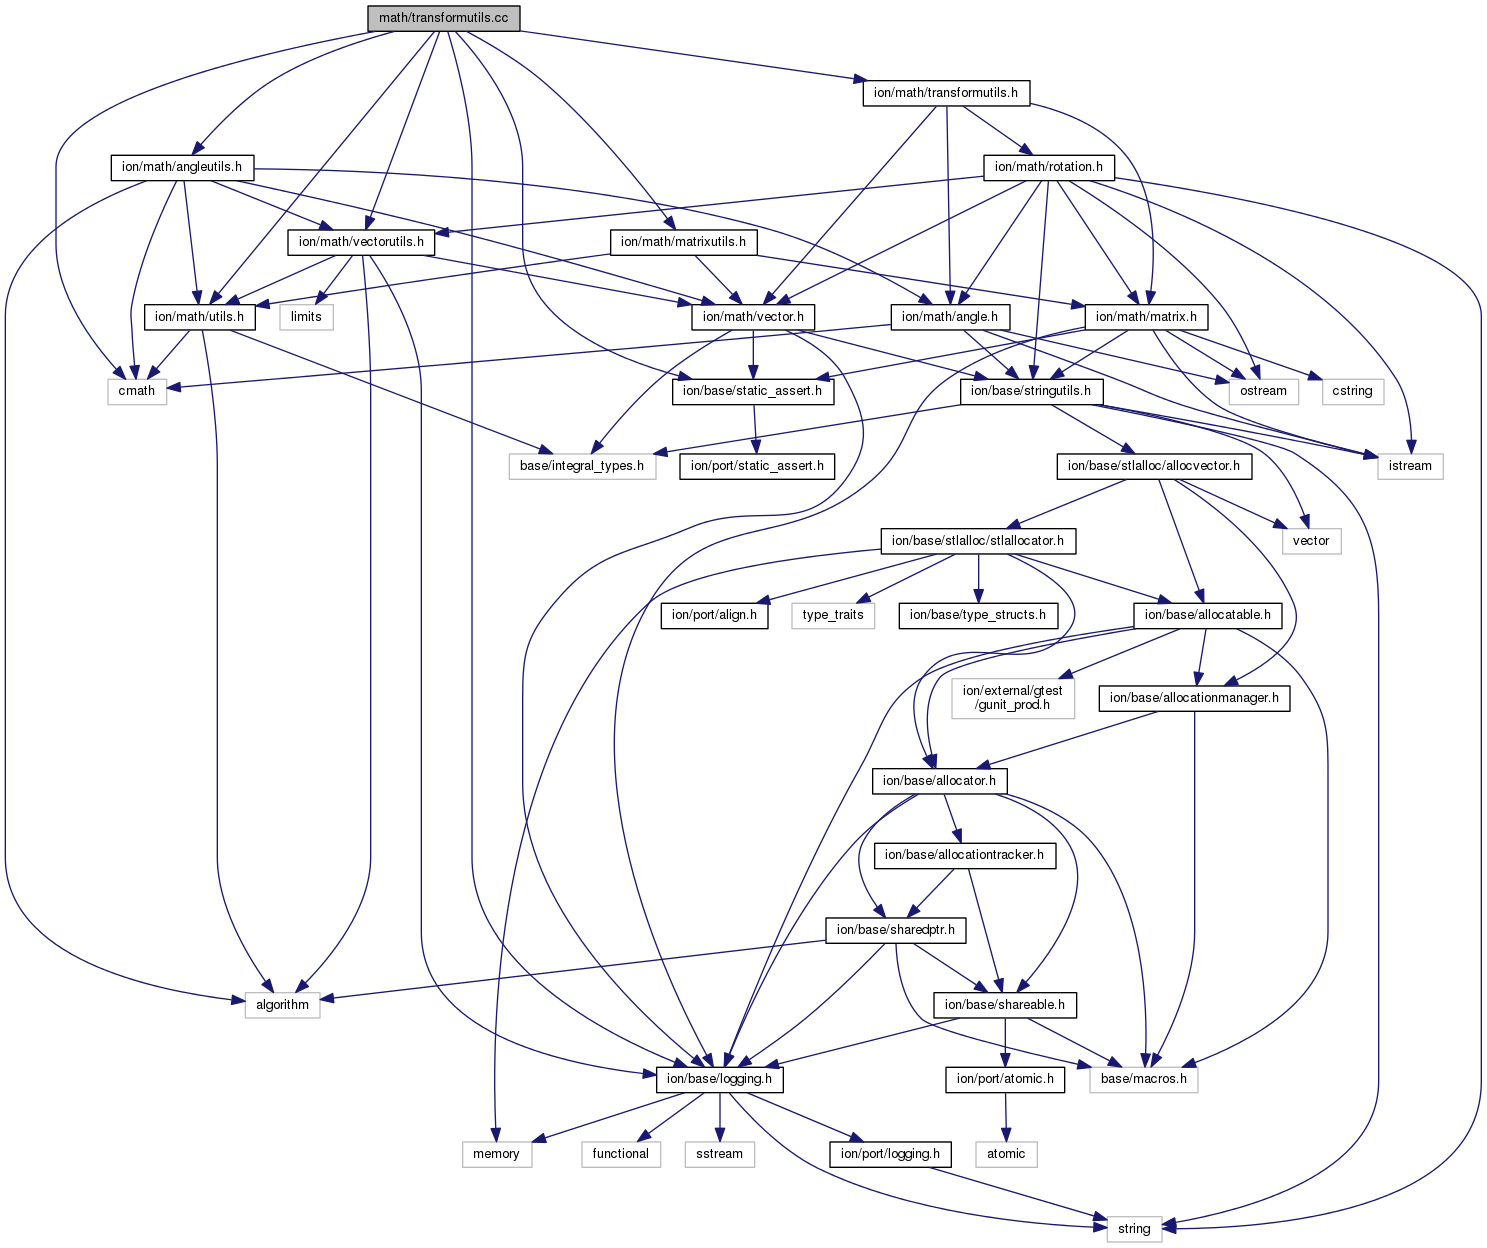 math/transformutils.cc
ion/math/transformutils.h
ion/math/angleutils.h
ion/math/rotation.h
ion/math/vectorutils.h
ion/math/matrixutils.h
ion/math/utils.h
limits
ion/math/vector.h
ion/math/angle.h
ion/math/matrix.h
cmath
ion/base/static_assert.h
ion/base/stringutils.h
ostream
cstring
base/integral_types.h
ion/port/static_assert.h
ion/base/stlalloc/allocvector.h
istream
ion/base/stlalloc/stlallocator.h
vector
ion/port/align.h
type_traits
ion/base/type_structs.h
ion/base/allocatable.h
ion/external/gtest
/gunit_prod.h
ion/base/allocationmanager.h
ion/base/allocator.h
ion/base/allocationtracker.h
ion/base/sharedptr.h
algorithm
ion/base/shareable.h
ion/base/logging.h
ion/port/atomic.h
base/macros.h
memory
functional
sstream
ion/port/logging.h
atomic
string